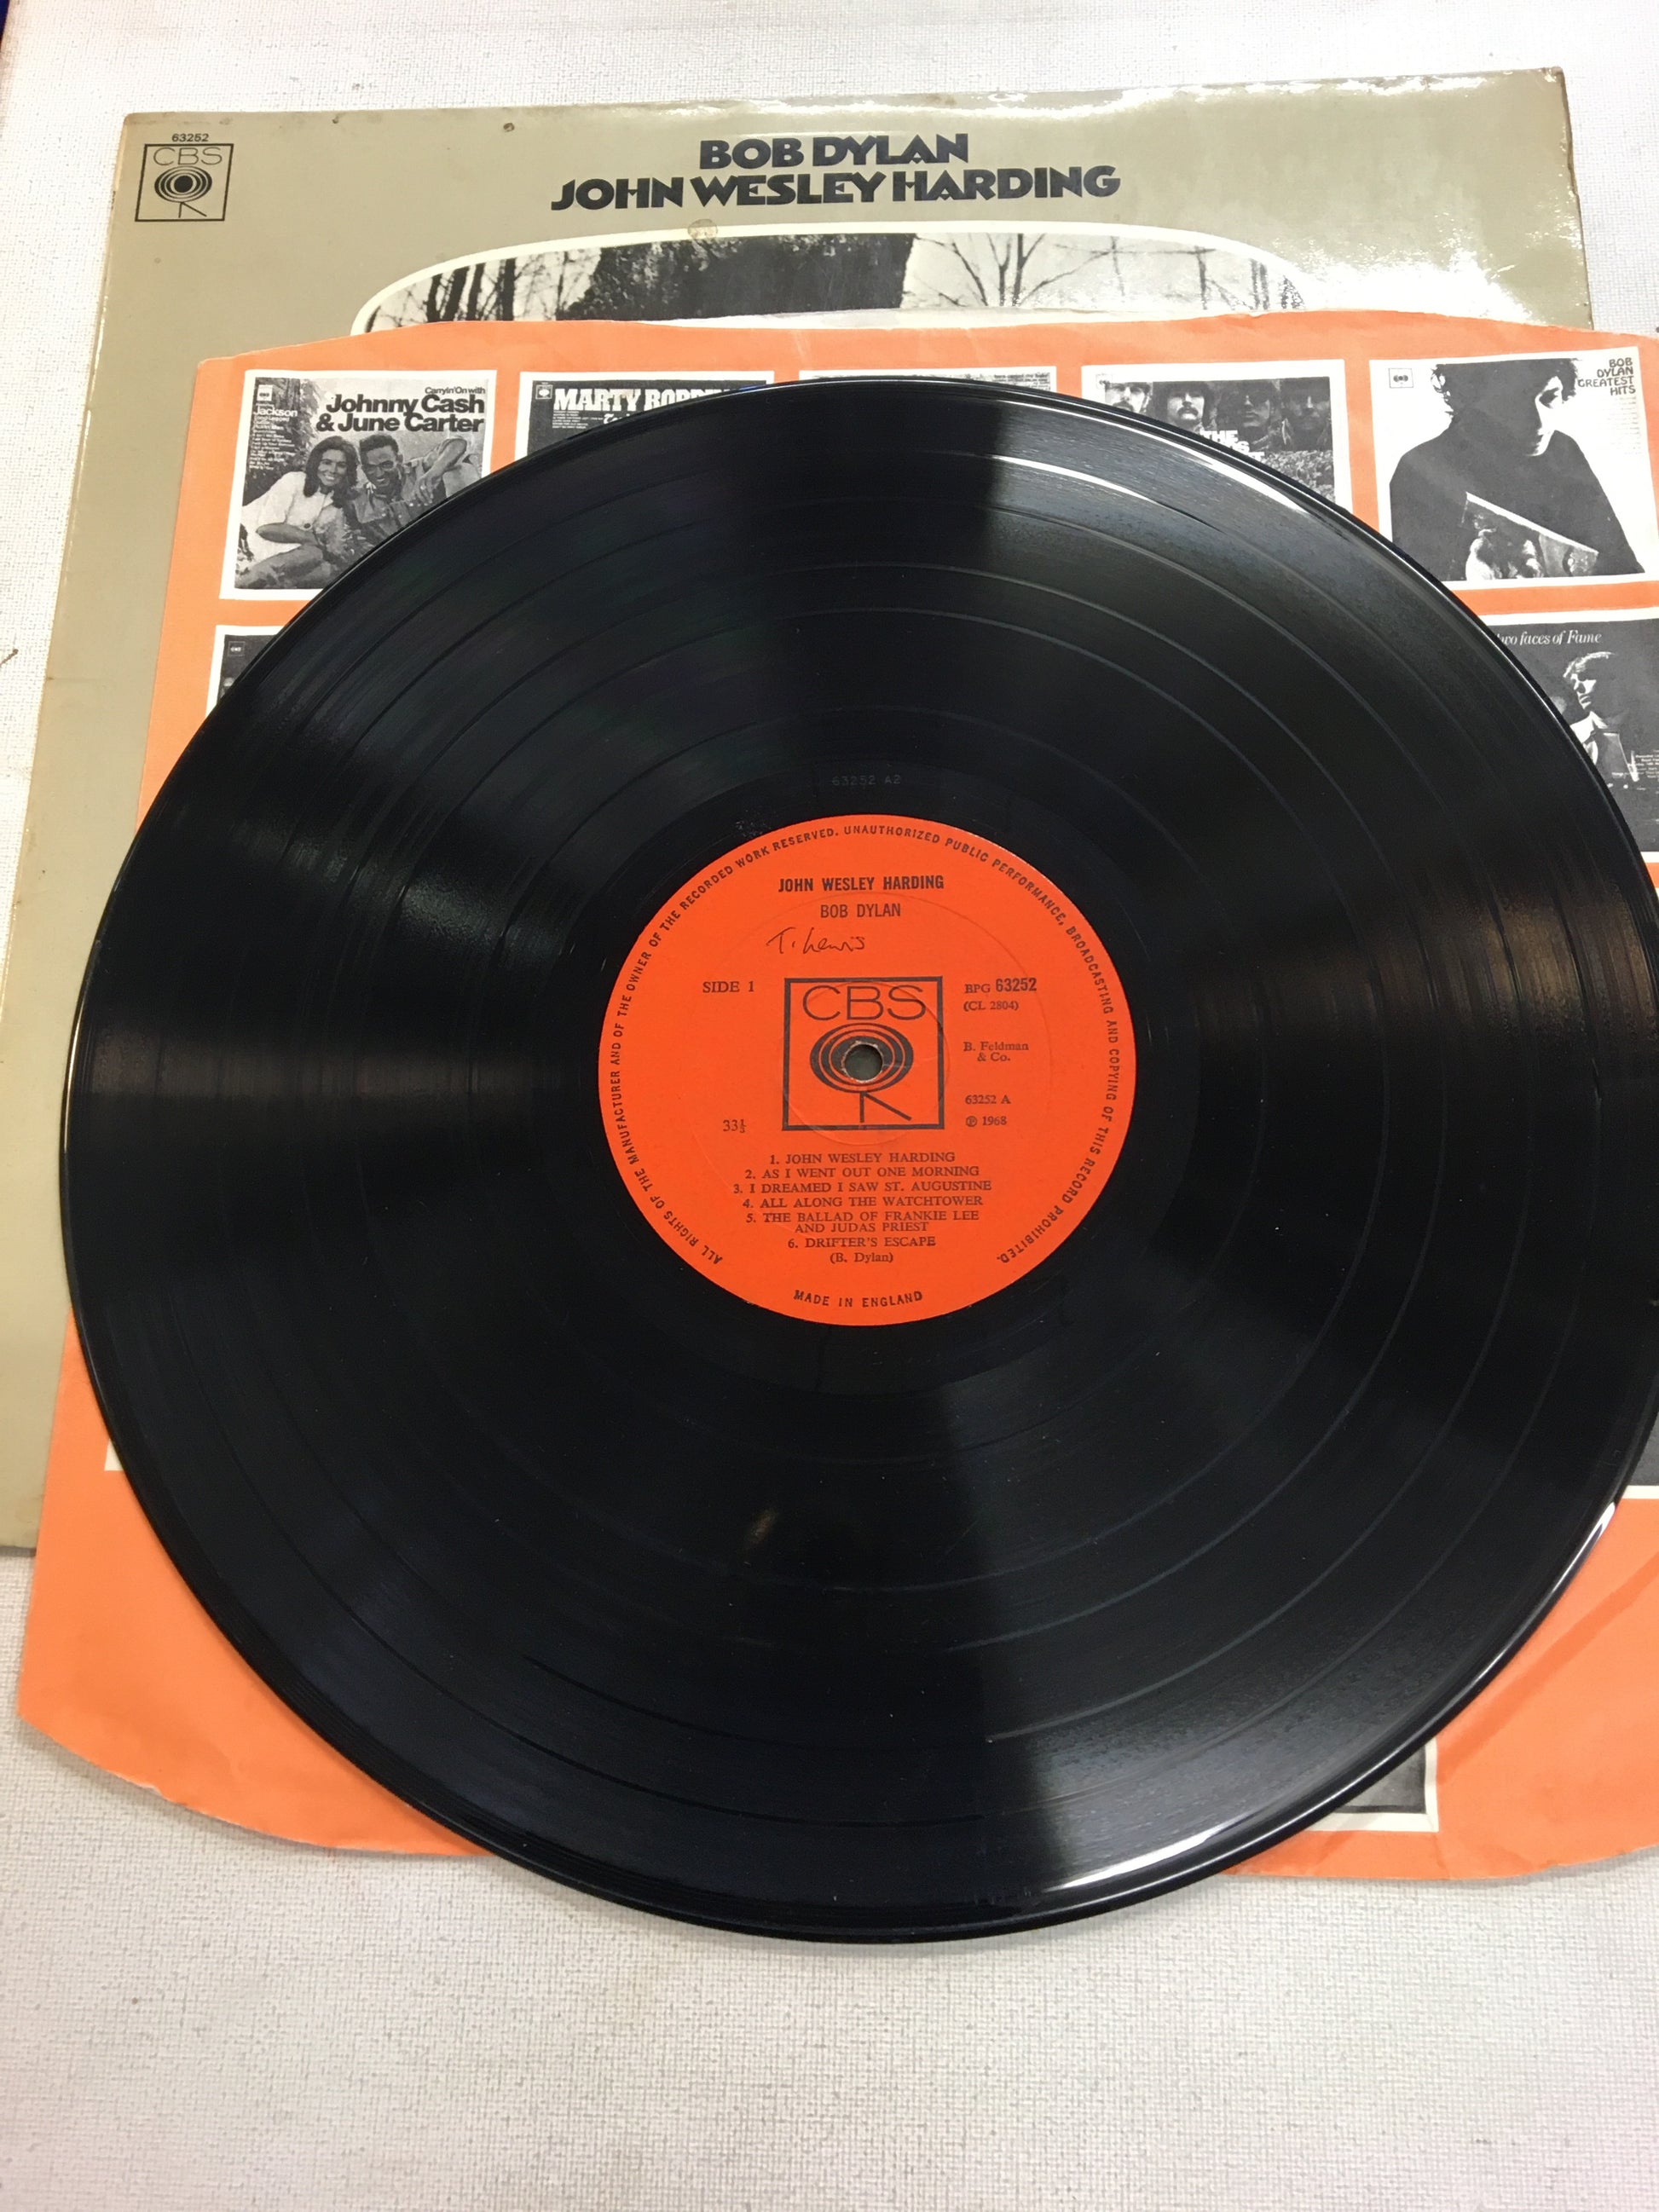 63252
CBS
BOB DYLAN
JOHN WESLEY HARDING
Carryin' On with
Johnny Cash
& June Carter
Jackson
MARTY
THE
BOB
DYLAN
GREATEST
HITS
two faces of Fame
63252 A2
ALL RIGHTS OF THE MANUFACTURER AND OF THE OWNER OF THE RECORDED WORK RESERVED. UNAUTHORIZED PUBLIC PERFORMANCE, BROADCASTING AND COPYING OF THIS RECORD PROHIBITED.
JOHN WESLEY HARDING
BOB DYLAN
T. Lewis
SIDE 1
CBS
BPG 63252
(CL 2804)
B. Feldman
& Co.
63252 A
33⅓
℗ 1968
1. JOHN WESLEY HARDING
2. AS I WENT OUT ONE MORNING
3. I DREAMED I SAW ST. AUGUSTINE
4. ALL ALONG THE WATCHTOWER
5. THE BALLAD OF FRANKIE LEE
AND JUDAS PRIEST
6. DRIFTER'S ESCAPE
(B. Dylan)
MADE IN ENGLAND